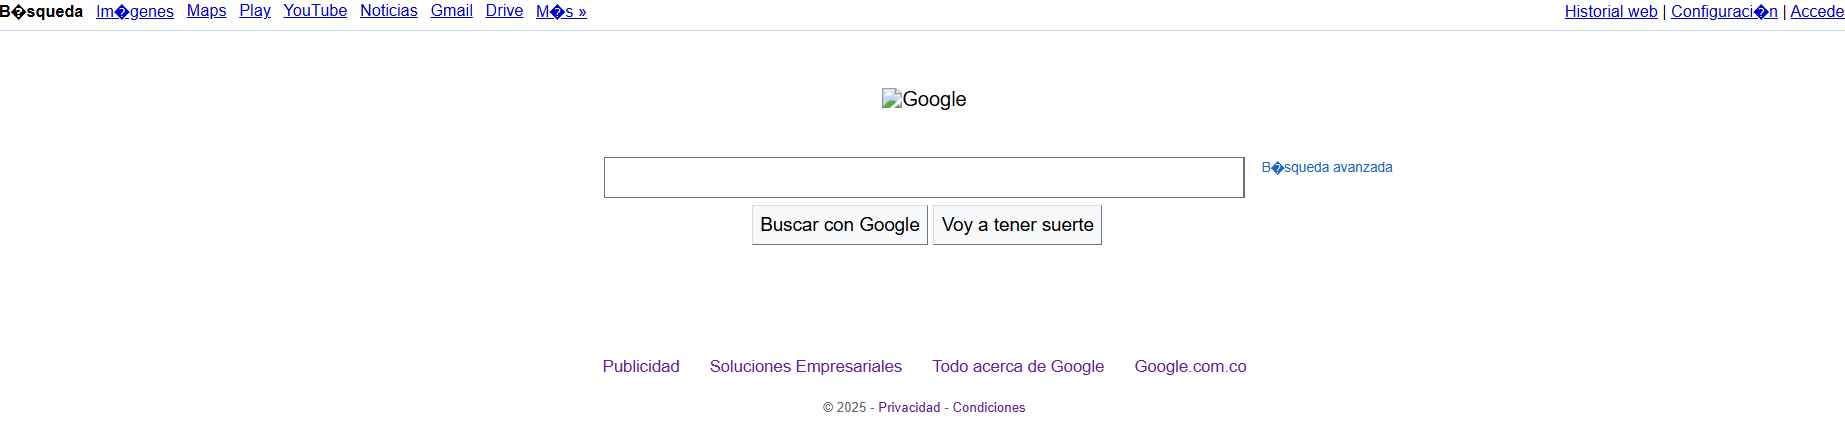 B�squeda Im�genes Maps Play YouTube Noticias Gmail Drive M�s » Historial web | Configuraci�n | Accede
Google
B�squeda avanzada
Buscar con Google Voy a tener suerte
Publicidad Soluciones Empresariales Todo acerca de Google Google.com.co
© 2025 - Privacidad - Condiciones